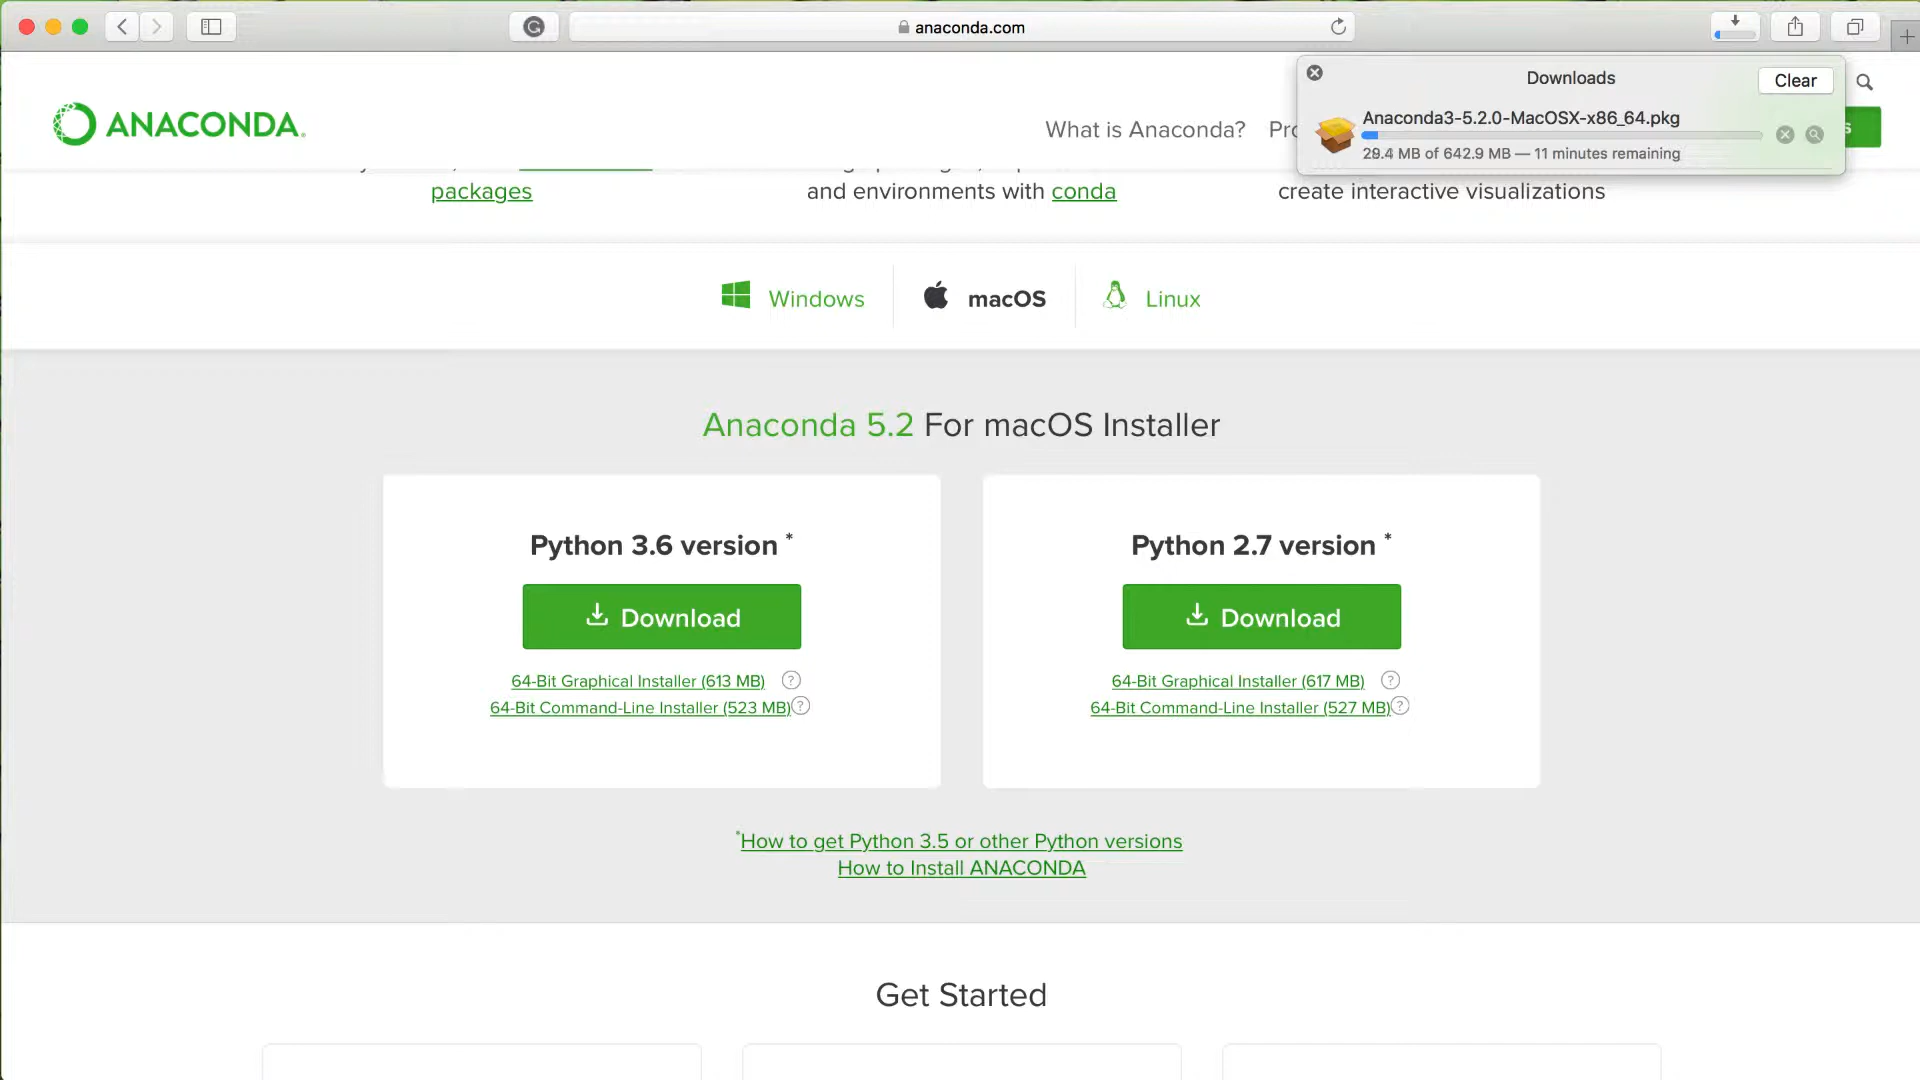 anaconda.com
Downloads
Clear
Anaconda3-5.2.0-MacOSX-x86_64.pkg
29.4 MB of 642.9 MB — 11 minutes remaining
ANACONDA.
What is Anaconda?
packages
and environments with conda
create interactive visualizations
Windows
macOS
Linux
Anaconda 5.2 For macOS Installer
Python 3.6 version *
Download
64-Bit Graphical Installer (613 MB) ?
64-Bit Command-Line Installer (523 MB) ?
Python 2.7 version *
Download
64-Bit Graphical Installer (617 MB) ?
64-Bit Command-Line Installer (527 MB) ?
*How to get Python 3.5 or other Python versions
How to Install ANACONDA
Get Started